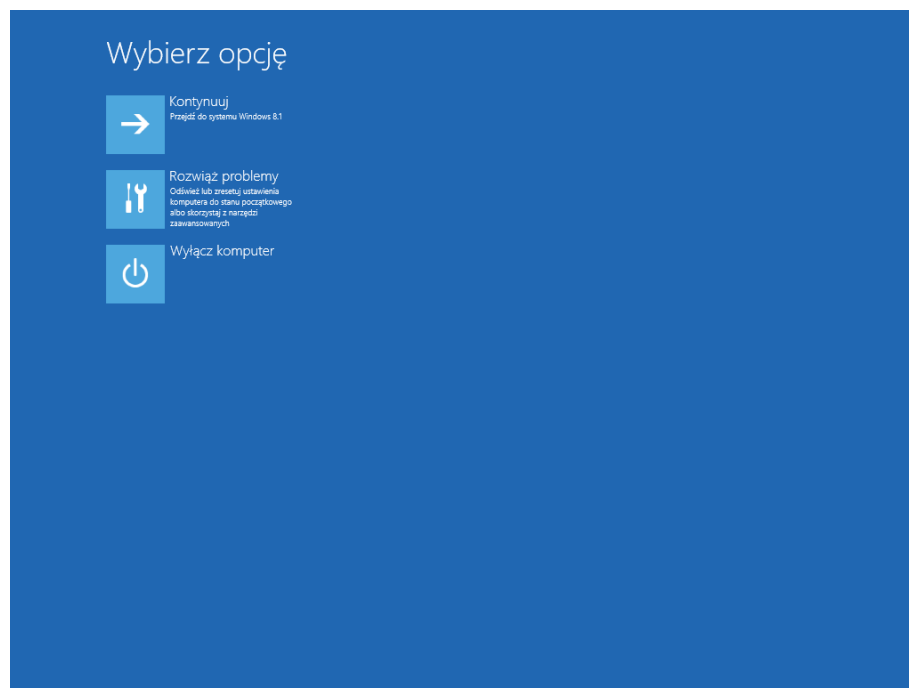 Wybierz opcję
Kontynuuj
Przejdź do systemu Windows 8.1
Rozwiąż problemy
Odśwież lub zresetuj ustawienia
komputera do stanu początkowego
albo skorzystaj z narzędzi
zaawansowanych
Wyłącz komputer